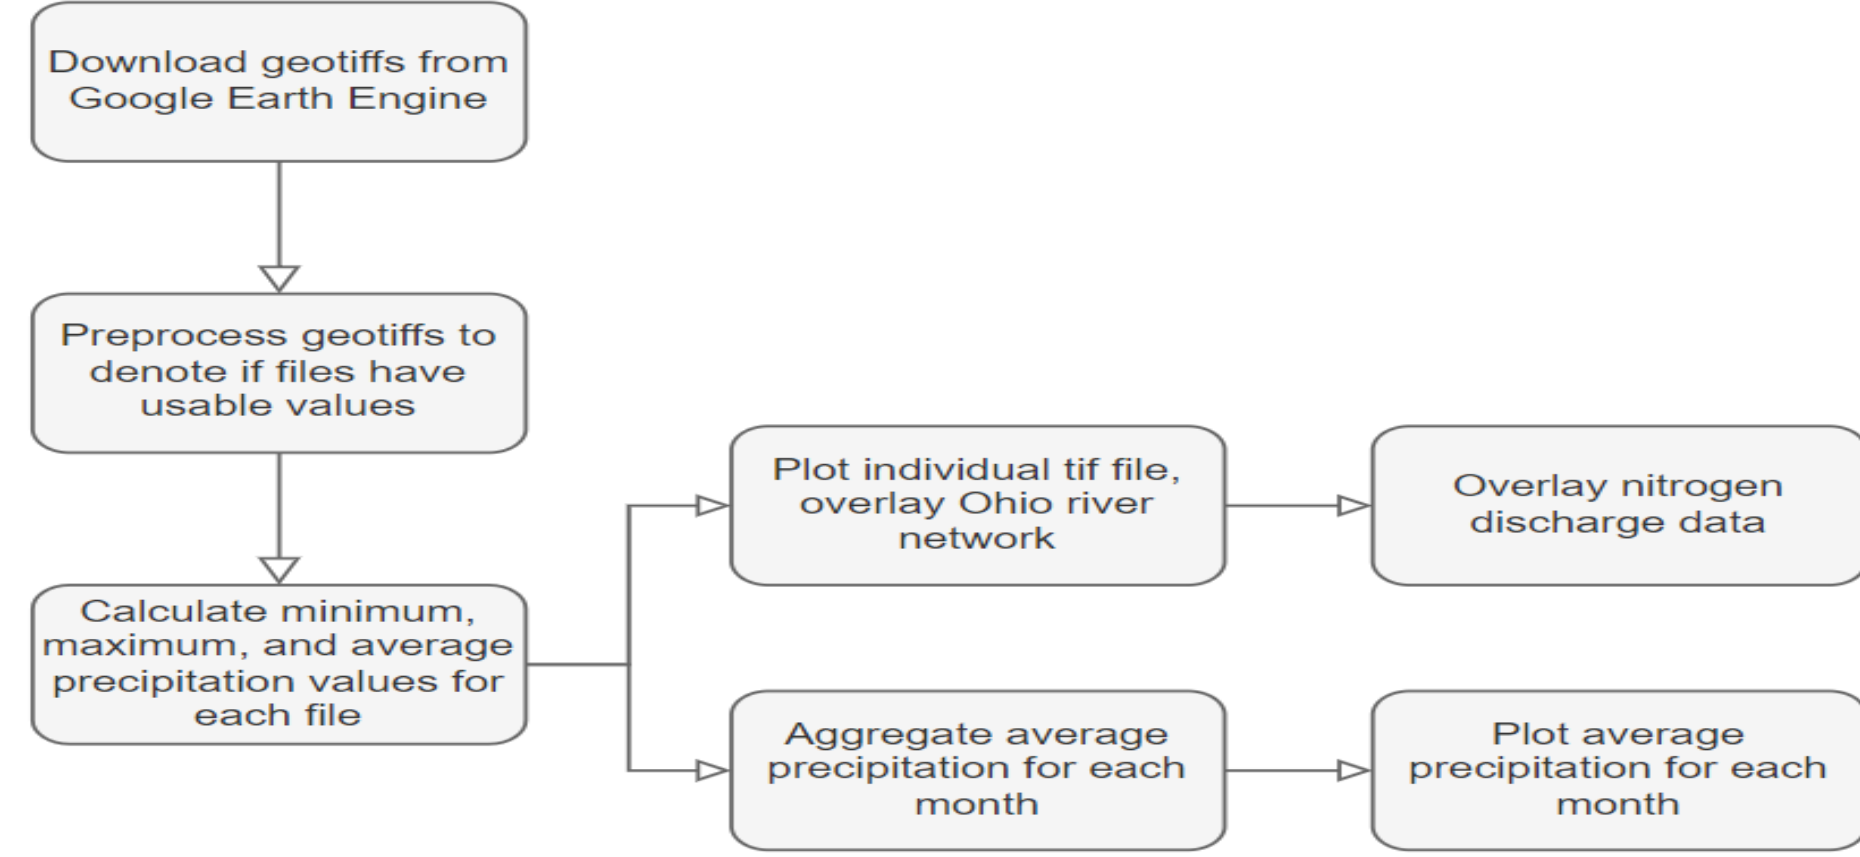 Download geotiffs from
Google Earth Engine
Preprocess geotiffs to
denote if files have
usable values
Calculate minimum,
maximum, and average
precipitation values for
each file
Plot individual tif file,
overlay Ohio river
network
Overlay nitrogen
discharge data
Aggregate average
precipitation for each
month
Plot average
precipitation for each
month